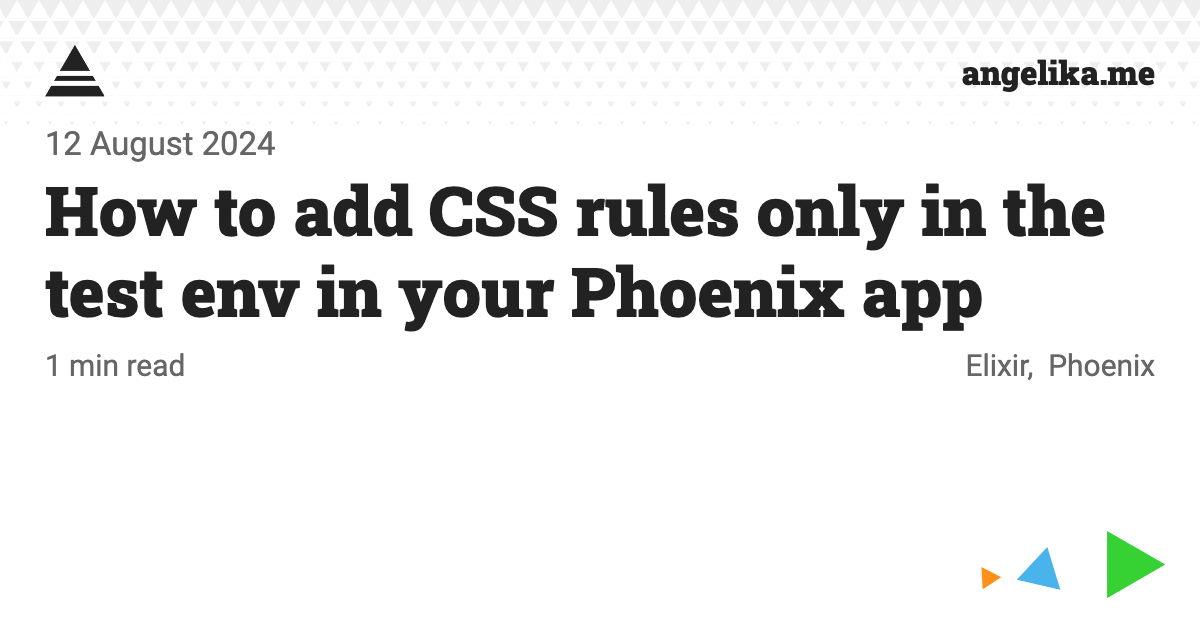 angelika.me
12 August 2024
How to add CSS rules only in the
test env in your Phoenix app
1 min read
Elixir, Phoenix